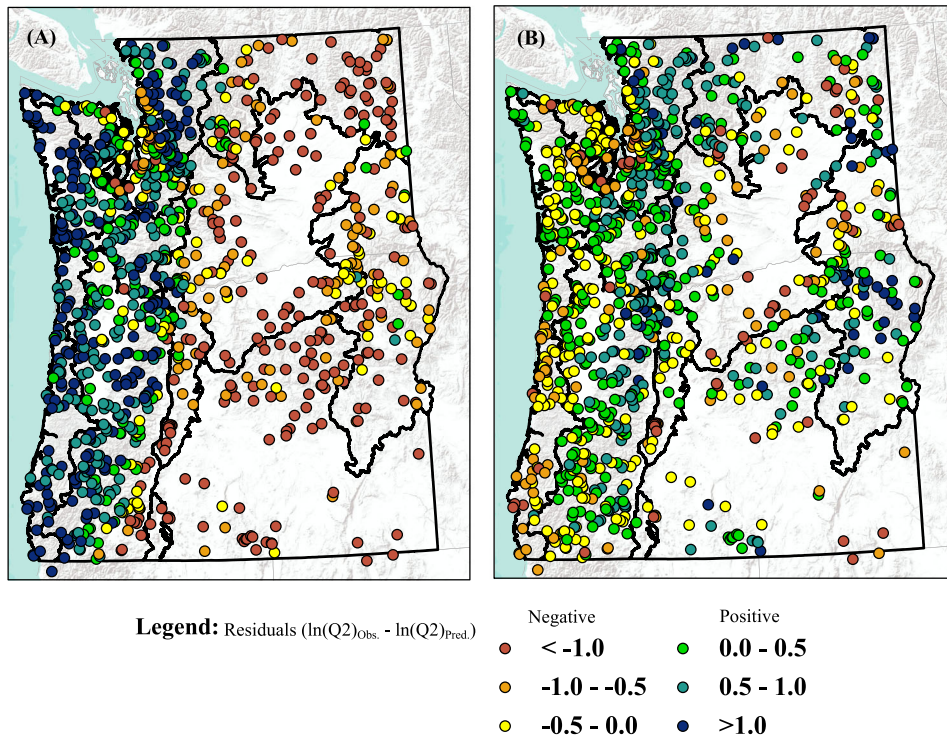 (A)
(B)
Legend: Residuals (ln(Q2)Obs. - ln(Q2)Pred.)
Negative
Positive
< -1.0
0.0 - 0.5
-1.0 - -0.5
0.5 - 1.0
-0.5 - 0.0
>1.0